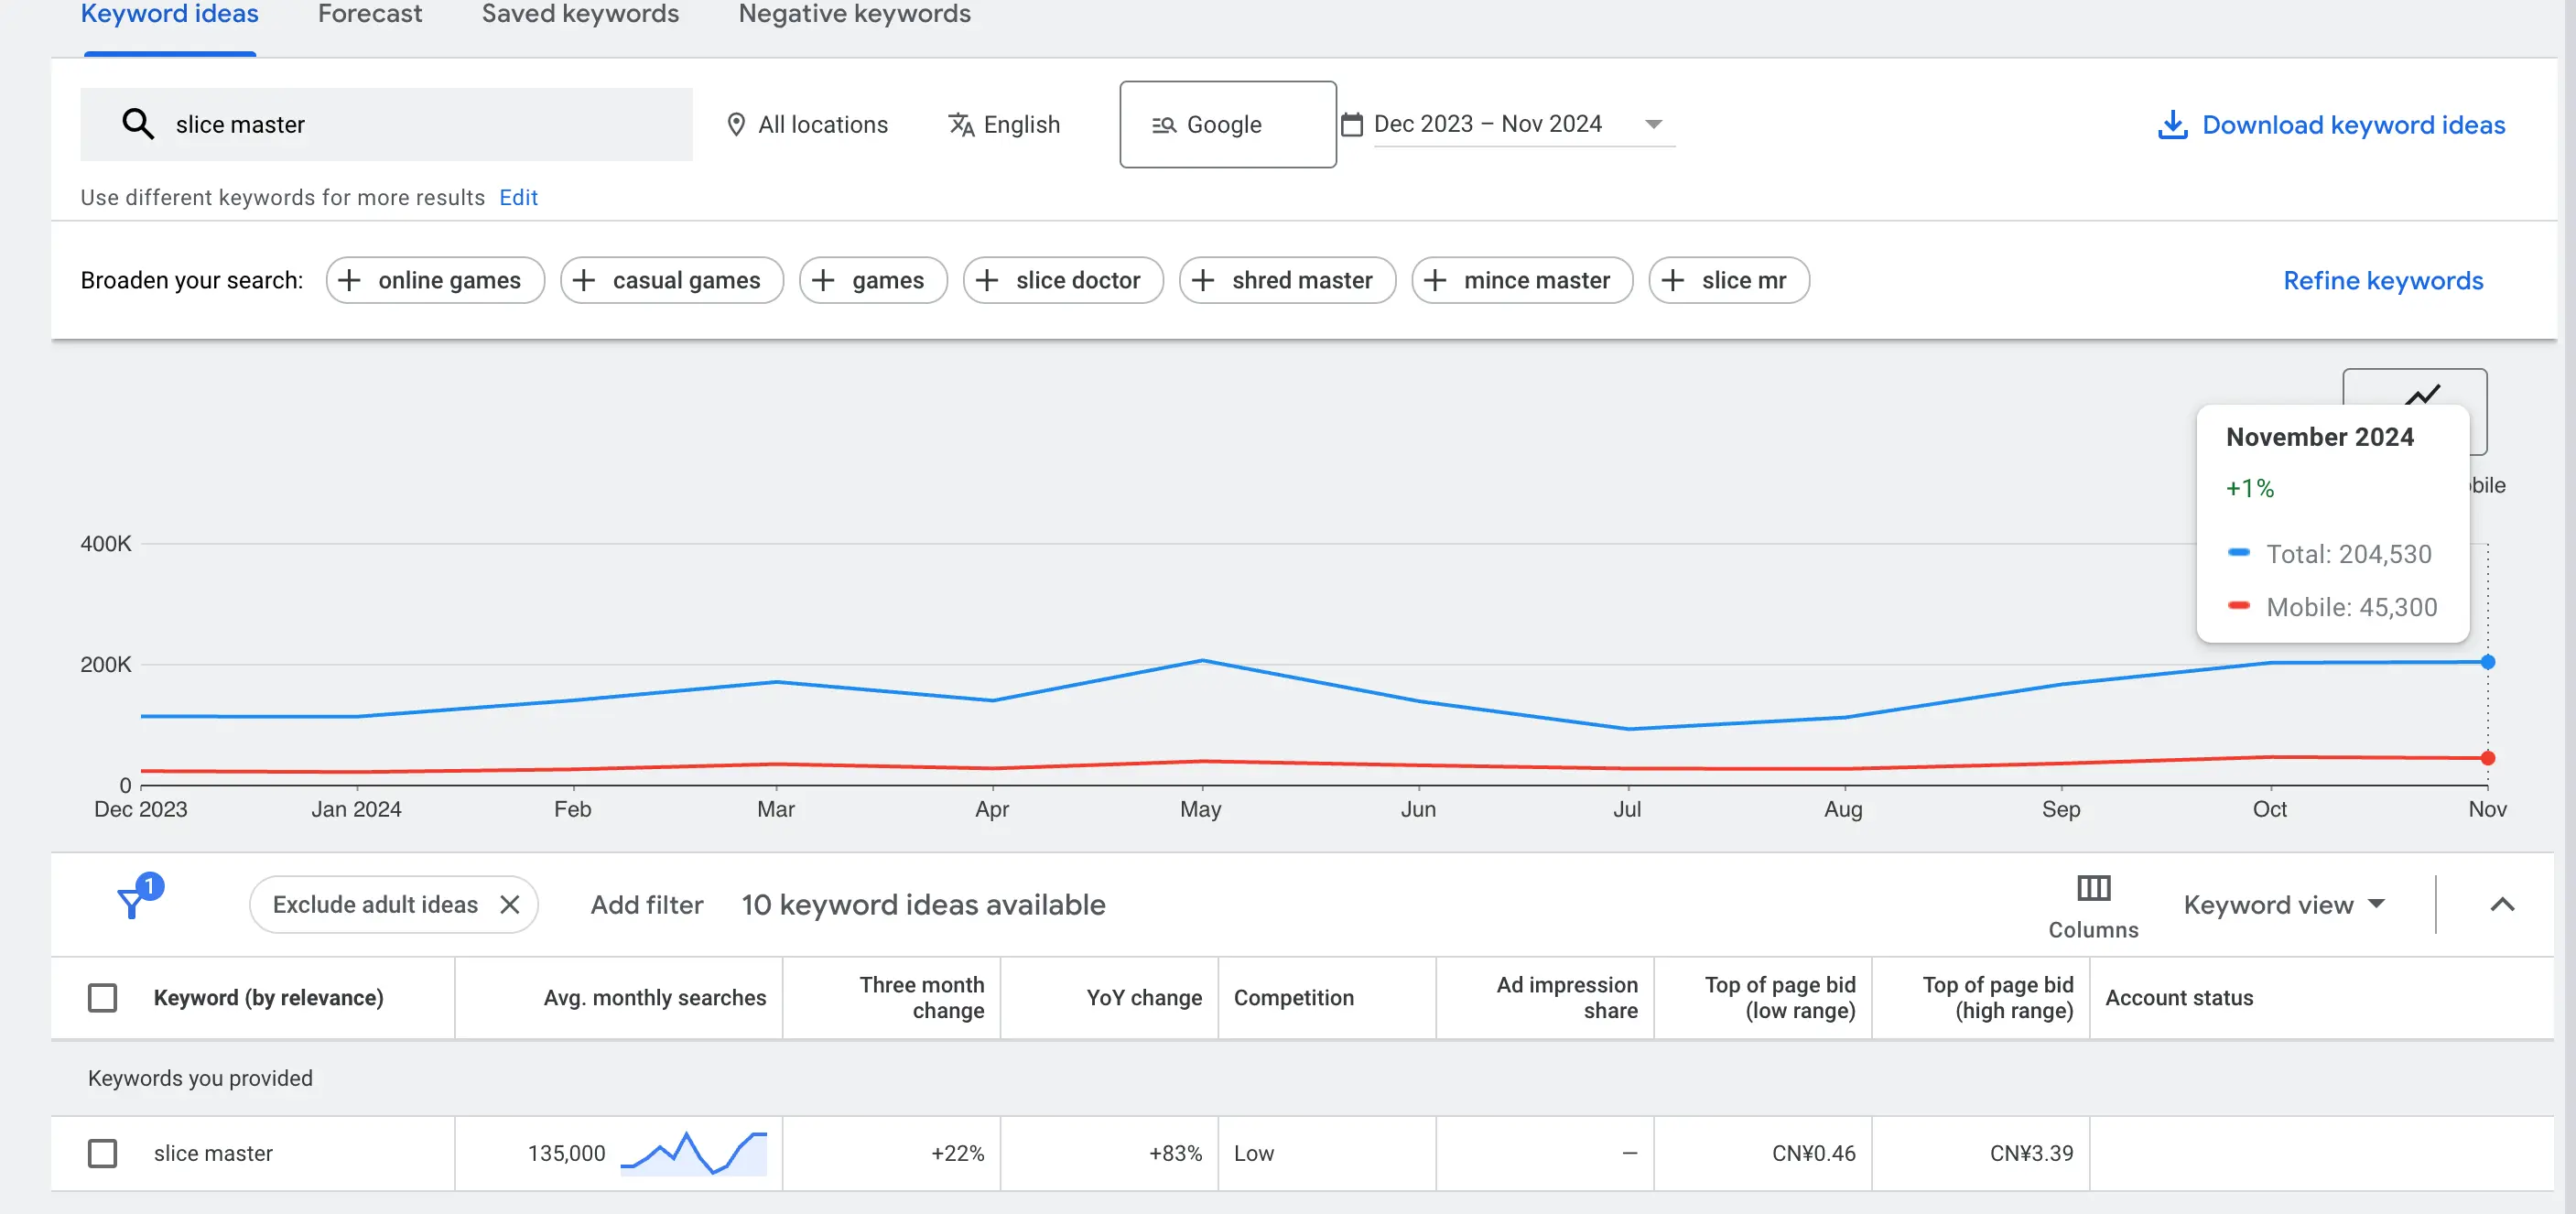 Keyword ideas Forecast Saved keywords Negative keywords
slice master All locations English Google Dec 2023 – Nov 2024 Download keyword ideas
Use different keywords for more results Edit
Broaden your search: online games casual games games slice doctor shred master mince master slice mr Refine keywords
November 2024
+1%
Total: 204,530
Mobile: 45,300
400K
200K
0
Dec 2023 Jan 2024 Feb Mar Apr May Jun Jul Aug Sep Oct Nov
1 Exclude adult ideas Add filter 10 keyword ideas available Columns Keyword view
Keyword (by relevance) Avg. monthly searches Three month change YoY change Competition Ad impression share Top of page bid (low range) Top of page bid (high range) Account status
Keywords you provided
slice master 135,000 +22% +83% Low – CN¥0.46 CN¥3.39